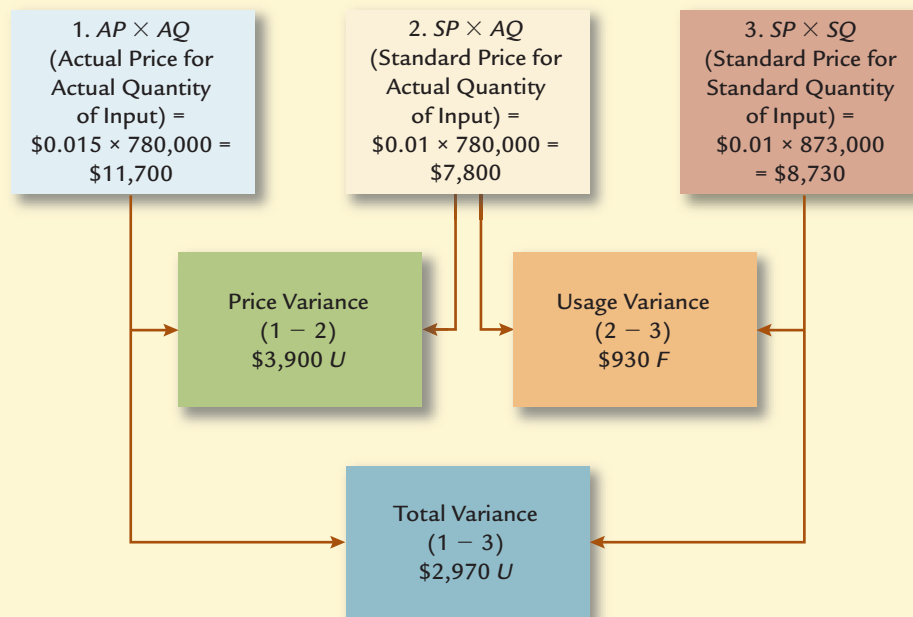 1. AP × AQ
(Actual Price for
Actual Quantity
of Input) =
$0.015 × 780,000 =
$11,700
2. SP × AQ
(Standard Price for
Actual Quantity
of Input) =
$0.01 × 780,000 =
$7,800
3. SP × SQ
(Standard Price for
Standard Quantity
of Input) =
$0.01 × 873,000
= $8,730
Price Variance
(1 − 2)
$3,900 U
Usage Variance
(2 − 3)
$930 F
Total Variance
(1 − 3)
$2,970 U